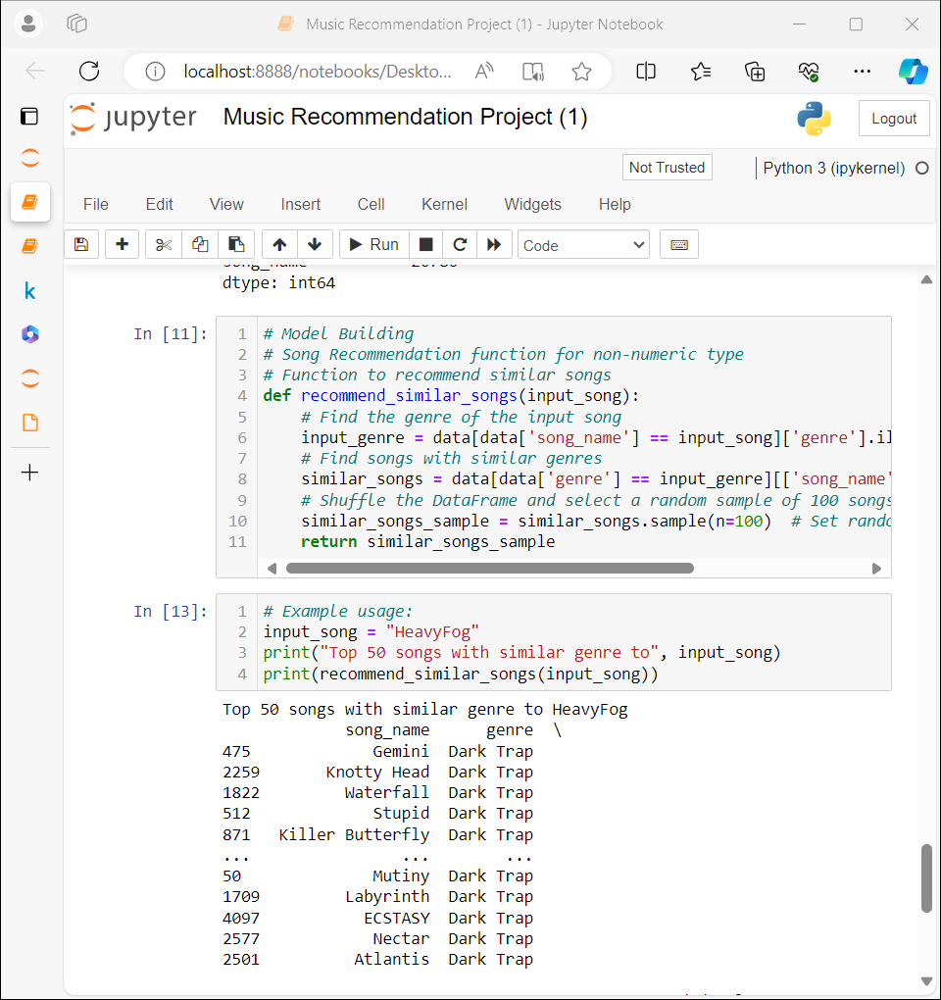 Music Recommendation Project (1) - Jupyter Notebook
localhost:8888/notebooks/Deskto...
jupyter Music Recommendation Project (1)
Logout
Not Trusted
Python 3 (ipykernel)
File Edit View Insert Cell Kernel Widgets Help
Run Code
dtype: int64
In [11]:
1 # Model Building
2 # Song Recommendation function for non-numeric type
3 # Function to recommend similar songs
4 def recommend_similar_songs(input_song):
5 # Find the genre of the input song
6 input_genre = data[data['song_name'] == input_song]['genre'].il
7 # Find songs with similar genres
8 similar_songs = data[data['genre'] == input_genre][['song_name'
9 # Shuffle the DataFrame and select a random sample of 100 songs
10 similar_songs_sample = similar_songs.sample(n=100) # Set rando
11 return similar_songs_sample
In [13]:
1 # Example usage:
2 input_song = "HeavyFog"
3 print("Top 50 songs with similar genre to", input_song)
4 print(recommend_similar_songs(input_song))
Top 50 songs with similar genre to HeavyFog
song_name genre \
475 Gemini Dark Trap
2259 Knotty Head Dark Trap
1822 Waterfall Dark Trap
512 Stupid Dark Trap
871 Killer Butterfly Dark Trap
... ... ...
50 Mutiny Dark Trap
1709 Labyrinth Dark Trap
4097 ECSTASY Dark Trap
2577 Nectar Dark Trap
2501 Atlantis Dark Trap